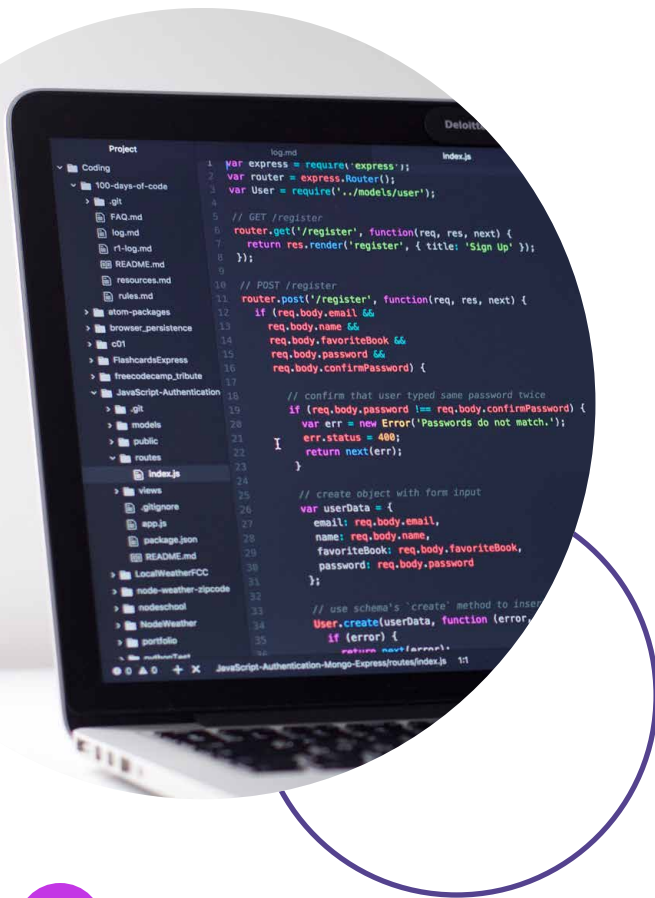 Deloitte
Project
log.md
index.js
Coding
100-days-of-code
.git
FAQ.md
log.md
r1-log.md
README.md
resources.md
rules.md
atom-packages
browser_persistence
c01
FlashcardsExpress
freecodecamp_tribute
JavaScript-Authentication
.git
models
public
routes
index.js
views
.gitignore
app.js
package.json
README.md
LocalWeatherFCC
node-weather-zipcode
nodeschool
NodeWeather
portfolio
pythonTest
1 var express = require('express');
2 var router = express.Router();
3 var User = require('../models/user');
4
5 // GET /register
6 router.get('/register', function(req, res, next) {
7 return res.render('register', { title: 'Sign Up' });
8 });
9
10 // POST /register
11 router.post('/register', function(req, res, next) {
12 if (req.body.email &&
13 req.body.name &&
14 req.body.favoriteBook &&
15 req.body.password &&
16 req.body.confirmPassword) {
17
18 // confirm that user typed same password twice
19 if (req.body.password !== req.body.confirmPassword) {
20 var err = new Error('Passwords do not match.');
21 err.status = 400;
22 return next(err);
23 }
24
25 // create object with form input
26 var userData = {
27 email: req.body.email,
28 name: req.body.name,
29 favoriteBook: req.body.favoriteBook,
30 password: req.body.password
31 };
32
33 // use schema's `create` method to inser
34 User.create(userData, function (error,
35 if (error) {
36 return next(error);
0 0 + × JavaScript-Authentication-Mongo-Express/routes/index.js 1:1